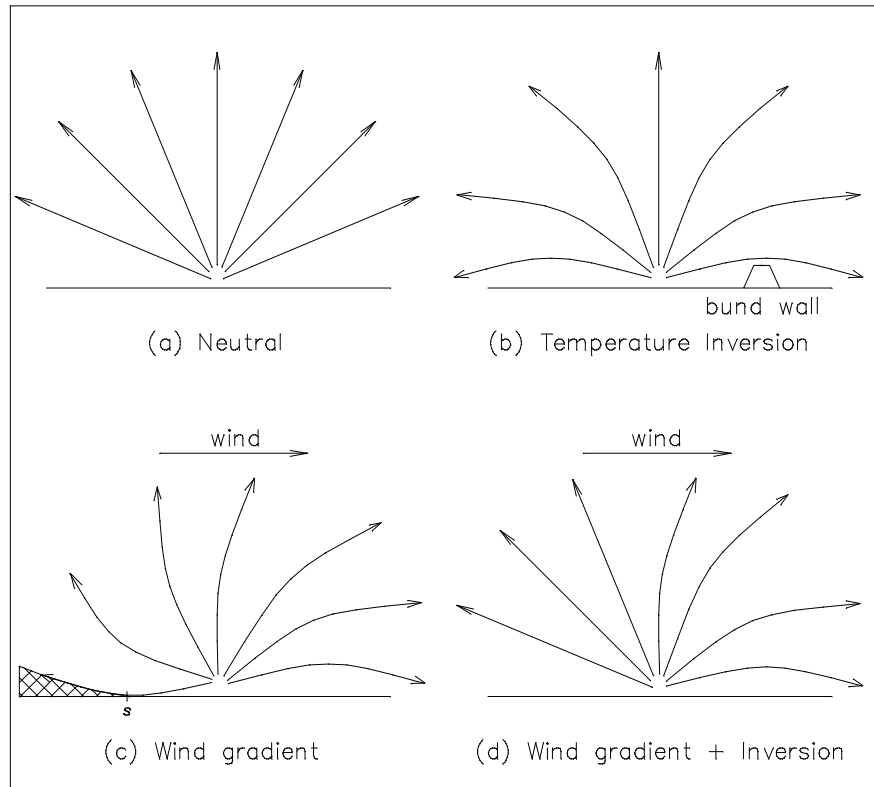 bund wall
(a) Neutral
(b) Temperature Inversion
wind
wind
s
(c) Wind gradient
(d) Wind gradient + Inversion